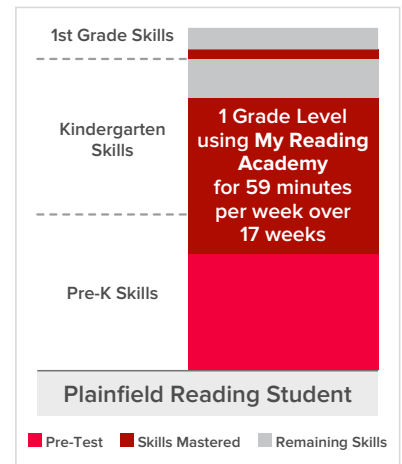 1st Grade Skills
Kindergarten
Skills
Pre-K Skills
1 Grade Level
using My Reading
Academy
for 59 minutes
per week over
17 weeks
Plainfield Reading Student
Pre-Test Skills Mastered Remaining Skills